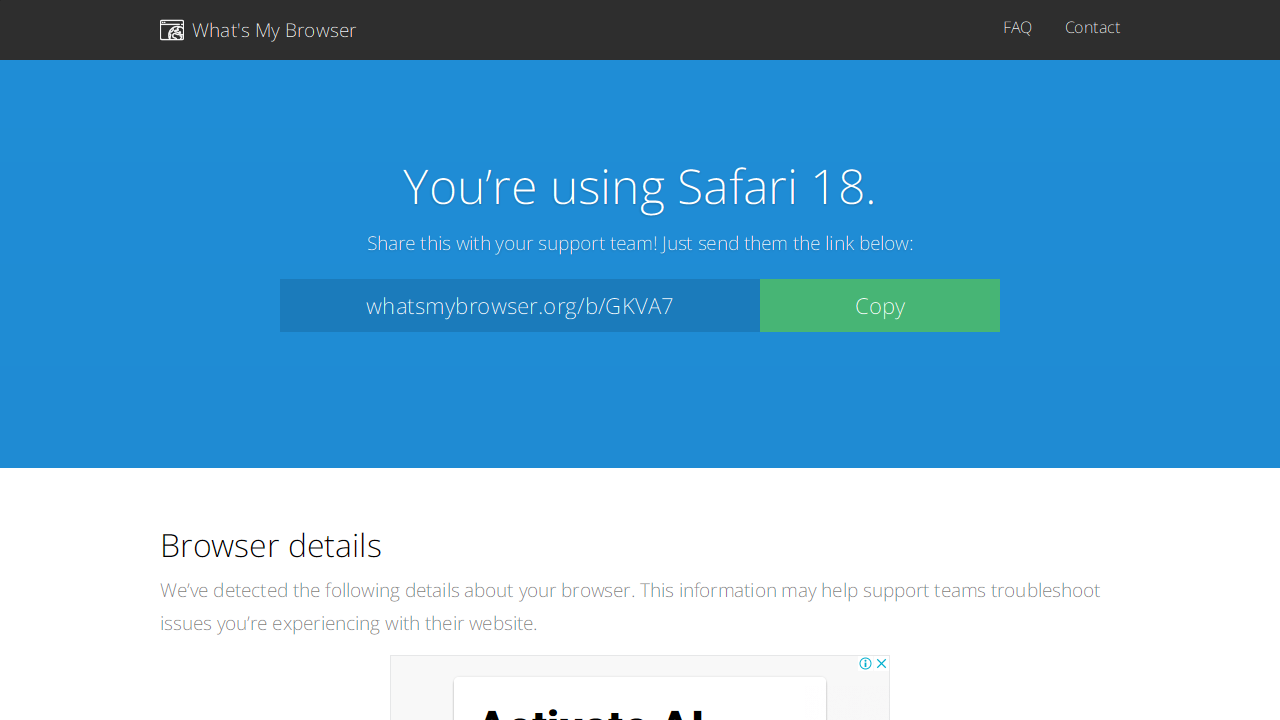 What's My Browser
FAQ
Contact
You’re using Safari 18.
Share this with your support team! Just send them the link below:
whatsmybrowser.org/b/GKVA7
Copy
Browser details
We’ve detected the following details about your browser. This information may help support teams troubleshoot
issues you’re experiencing with their website.
Activate AI